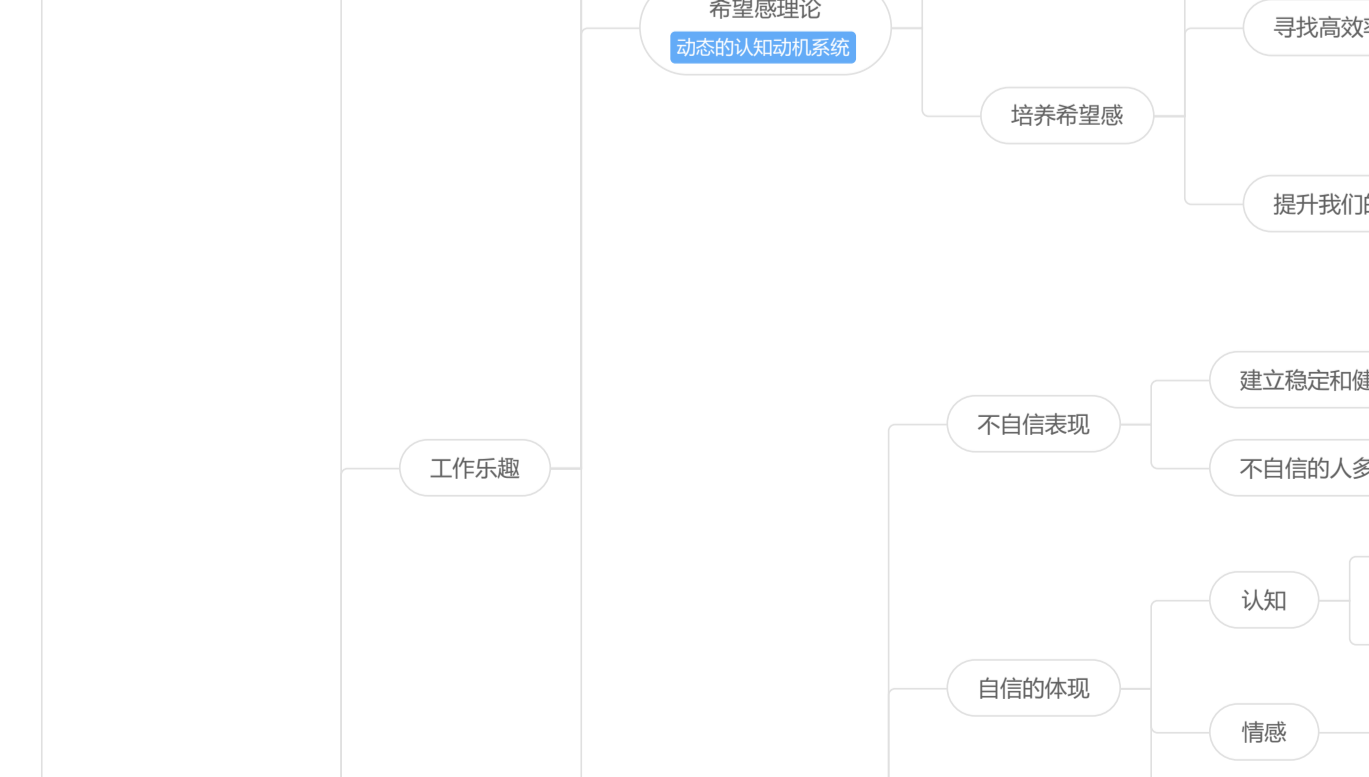 希望感理论
动态的认知动机系统
寻找高效
培养希望感
提升我们
建立稳定和
不自信表现
工作乐趣
不自信的人多
认知
自信的体现
情感